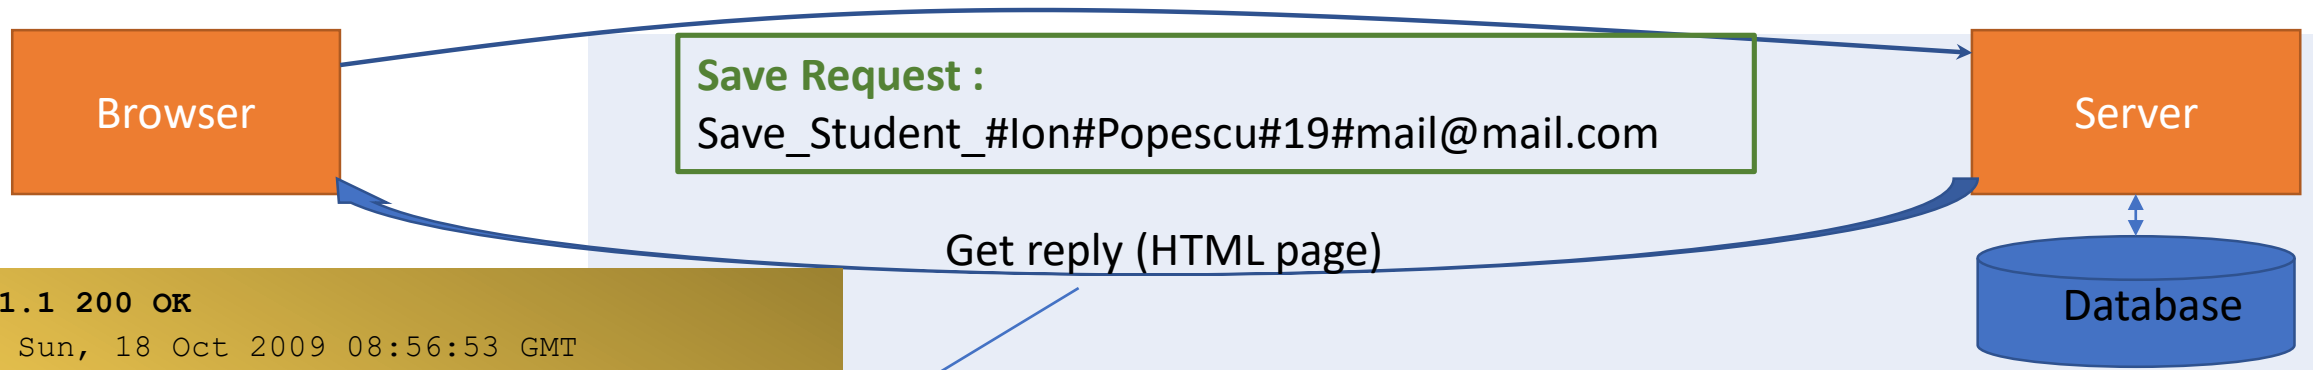 Browser
Save Request :
Save_Student_#Ion#Popescu#19#mail@mail.com
Server
Get reply (HTML page)
Database
1.1 200 OK
Sun, 18 Oct 2009 08:56:53 GMT